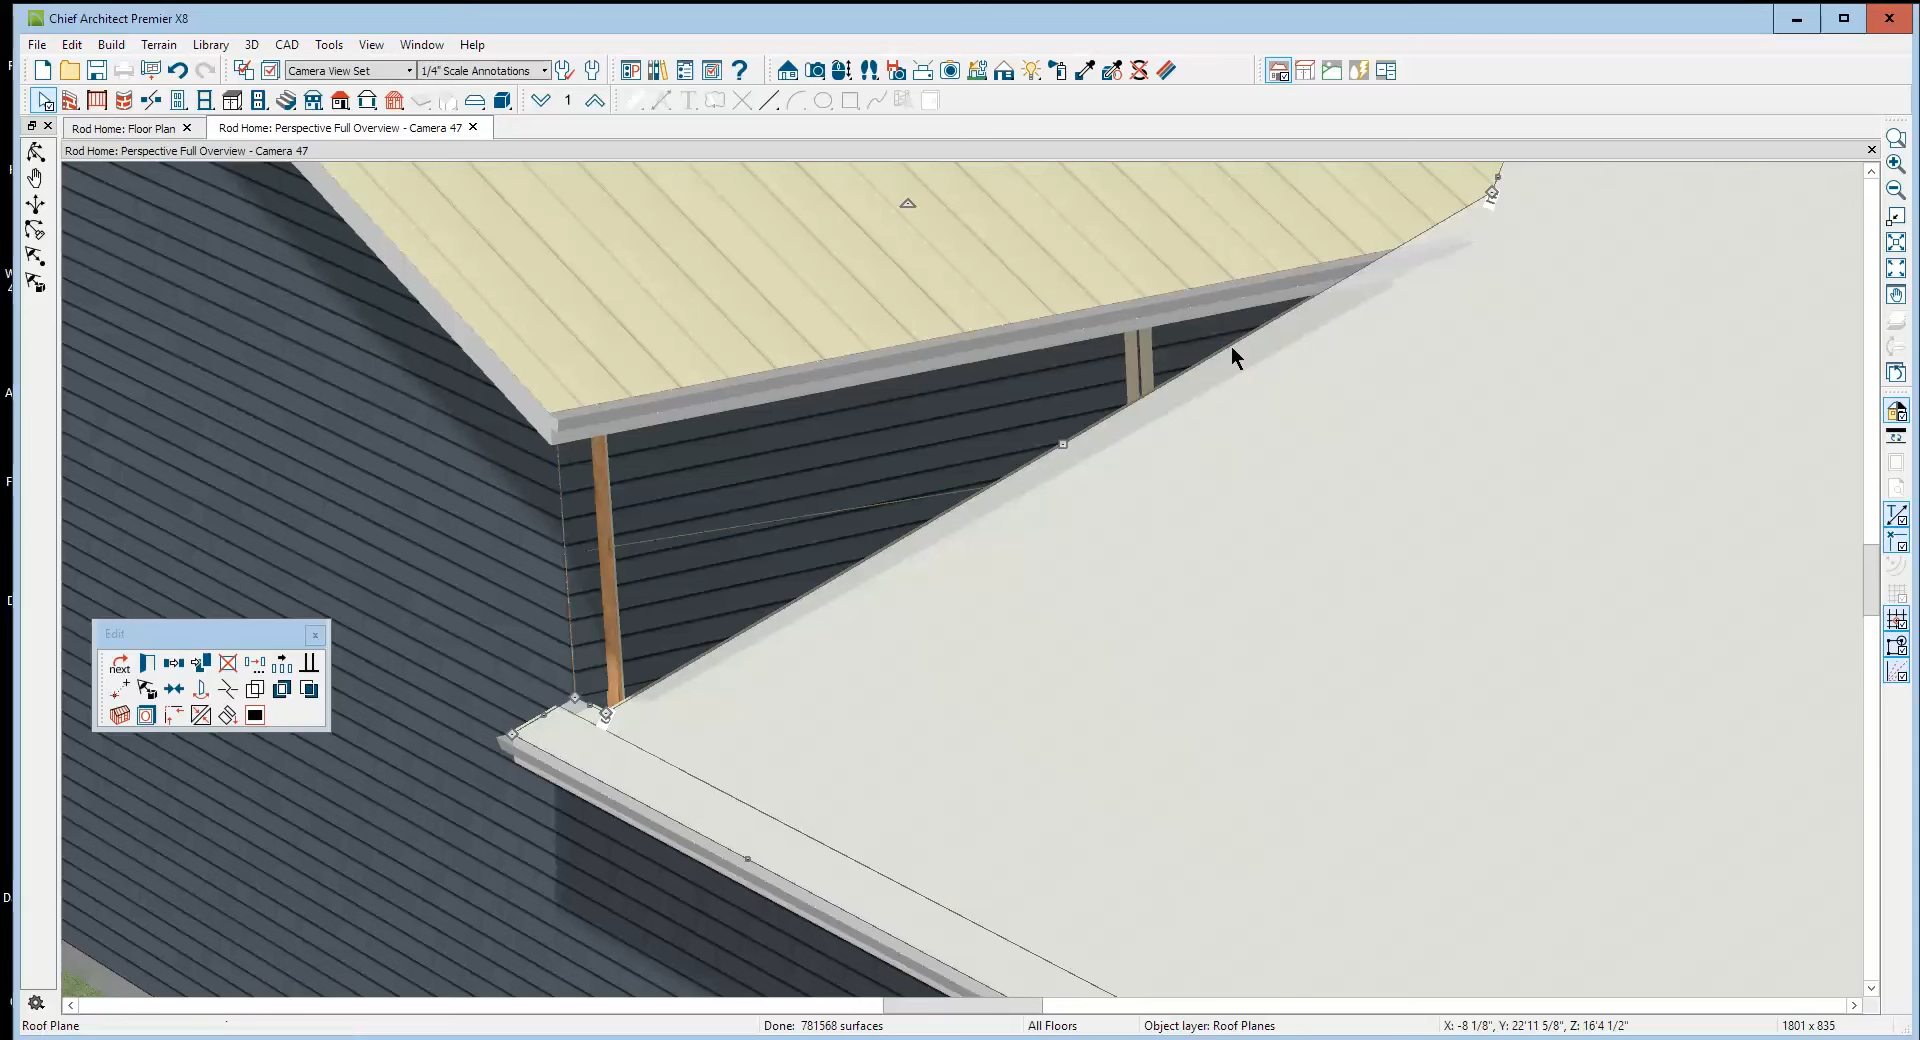 Chief Architect Premier X8
File Edit Build Terrain Library 3D CAD Tools View Window Help
Camera View Set 1/4" Scale Annotations
1
Rod Home: Floor Plan Rod Home: Perspective Full Overview - Camera 47
Rod Home: Perspective Full Overview - Camera 47
Edit
next
Roof Plane Done: 781568 surfaces All Floors Object layer: Roof Planes X: -8 1/8", Y: 22'11 5/8", Z: 16'4 1/2" 1801 x 835